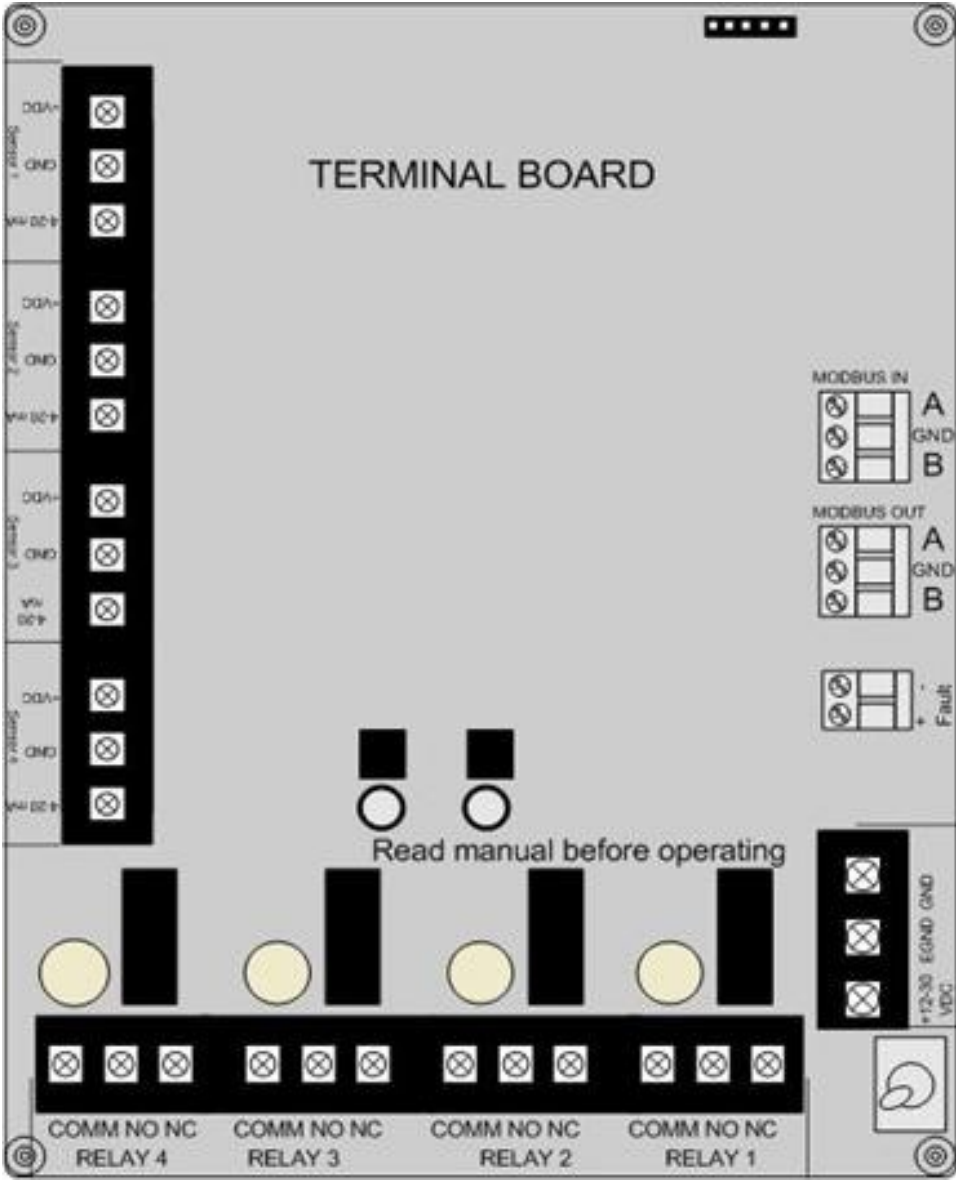 TERMINAL BOARD
+VDC
GND
4-20 mA
Sensor 1
+VDC
GND
4-20 mA
Sensor 2
+VDC
GND
4-20
mA
Sensor 3
+VDC
GND
4-20 mA
Sensor 4
MODBUS IN
A
GND
B
MODBUS OUT
A
GND
B
-
+
Fault
Read manual before operating
GND
EGND
+12-30
VDC
COMM NO NC
RELAY 4
COMM NO NC
RELAY 3
COMM NO NC
RELAY 2
COMM NO NC
RELAY 1